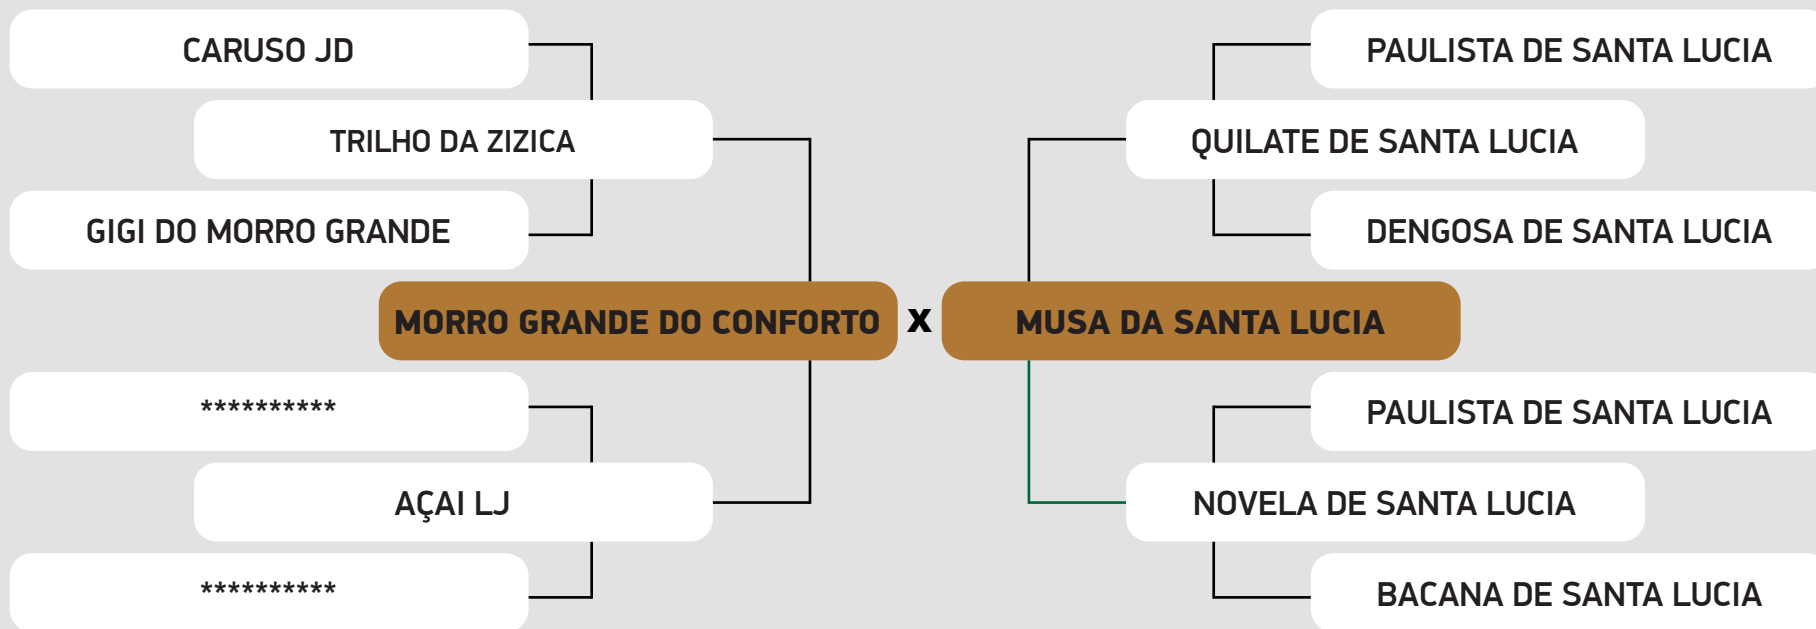 CARUSO JD
PAULISTA DE SANTA LUCIA
TRILHO DA ZIZICA
QUILATE DE SANTA LUCIA
GIGI DO MORRO GRANDE
DENGOSA DE SANTA LUCIA
MORRO GRANDE DO CONFORTO x MUSA DA SANTA LUCIA
**********
PAULISTA DE SANTA LUCIA
AÇAI LJ
NOVELA DE SANTA LUCIA
**********
BACANA DE SANTA LUCIA